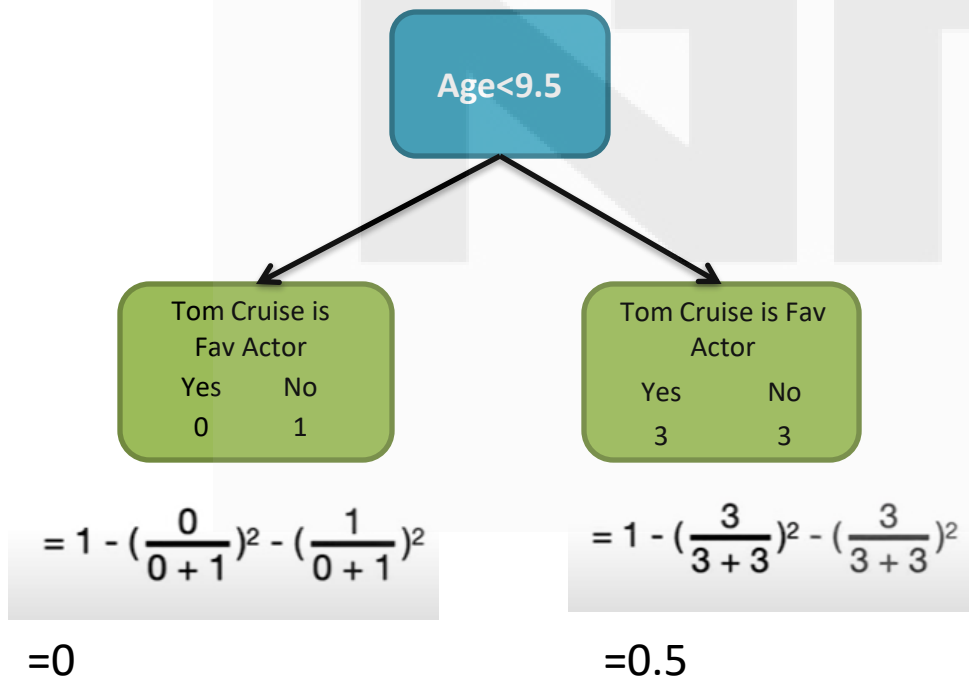 Age<9.5
Tom Cruise is
Fav Actor
Yes No
0 1
Tom Cruise is Fav
Actor
Yes No
3 3
= 1 - (0/(0 + 1))² - (1/(0 + 1))²
=0
= 1 - (3/(3 + 3))² - (3/(3 + 3))²
=0.5